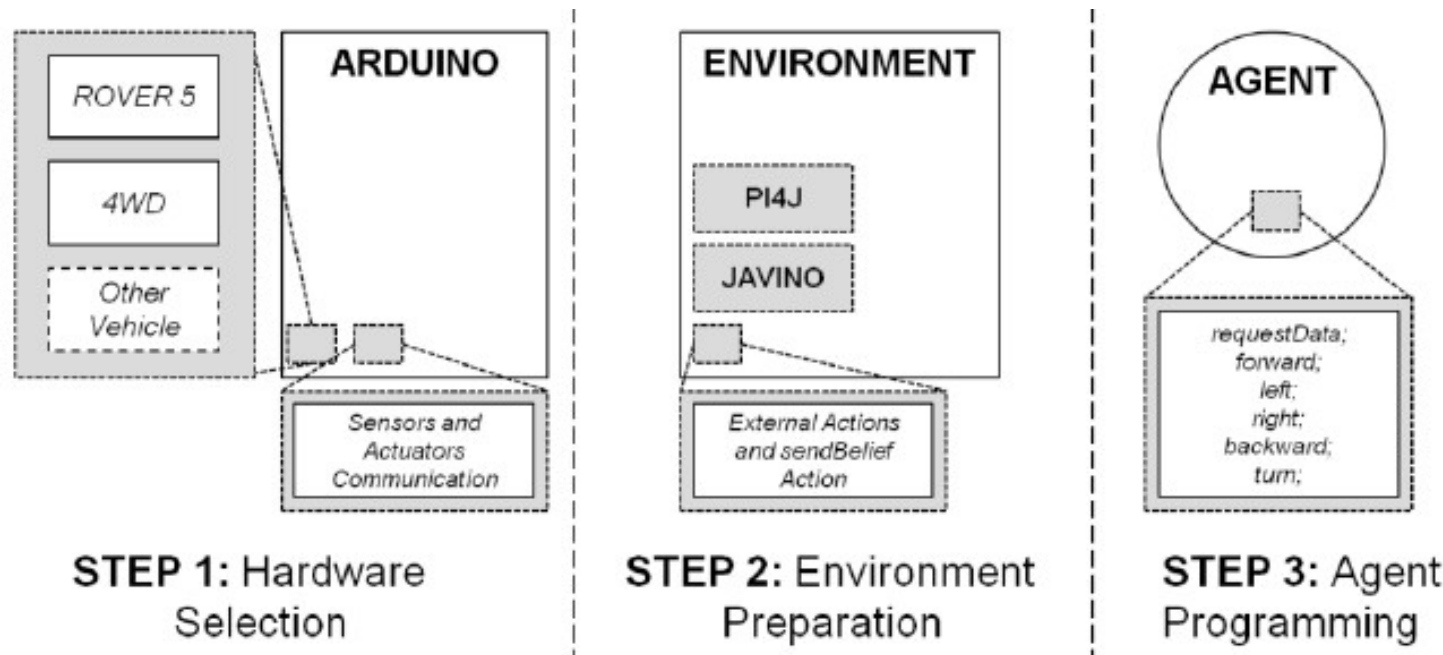 ROVER 5
4WD
Other
Vehicle
ARDUINO
Sensors and
Actuators
Communication
STEP 1: Hardware
Selection
ENVIRONMENT
PI4J
JAVINO
External Actions
and sendBelief
Action
STEP 2: Environment
Preparation
AGENT
requestData;
forward;
left;
right;
backward;
turn;
STEP 3: Agent
Programming